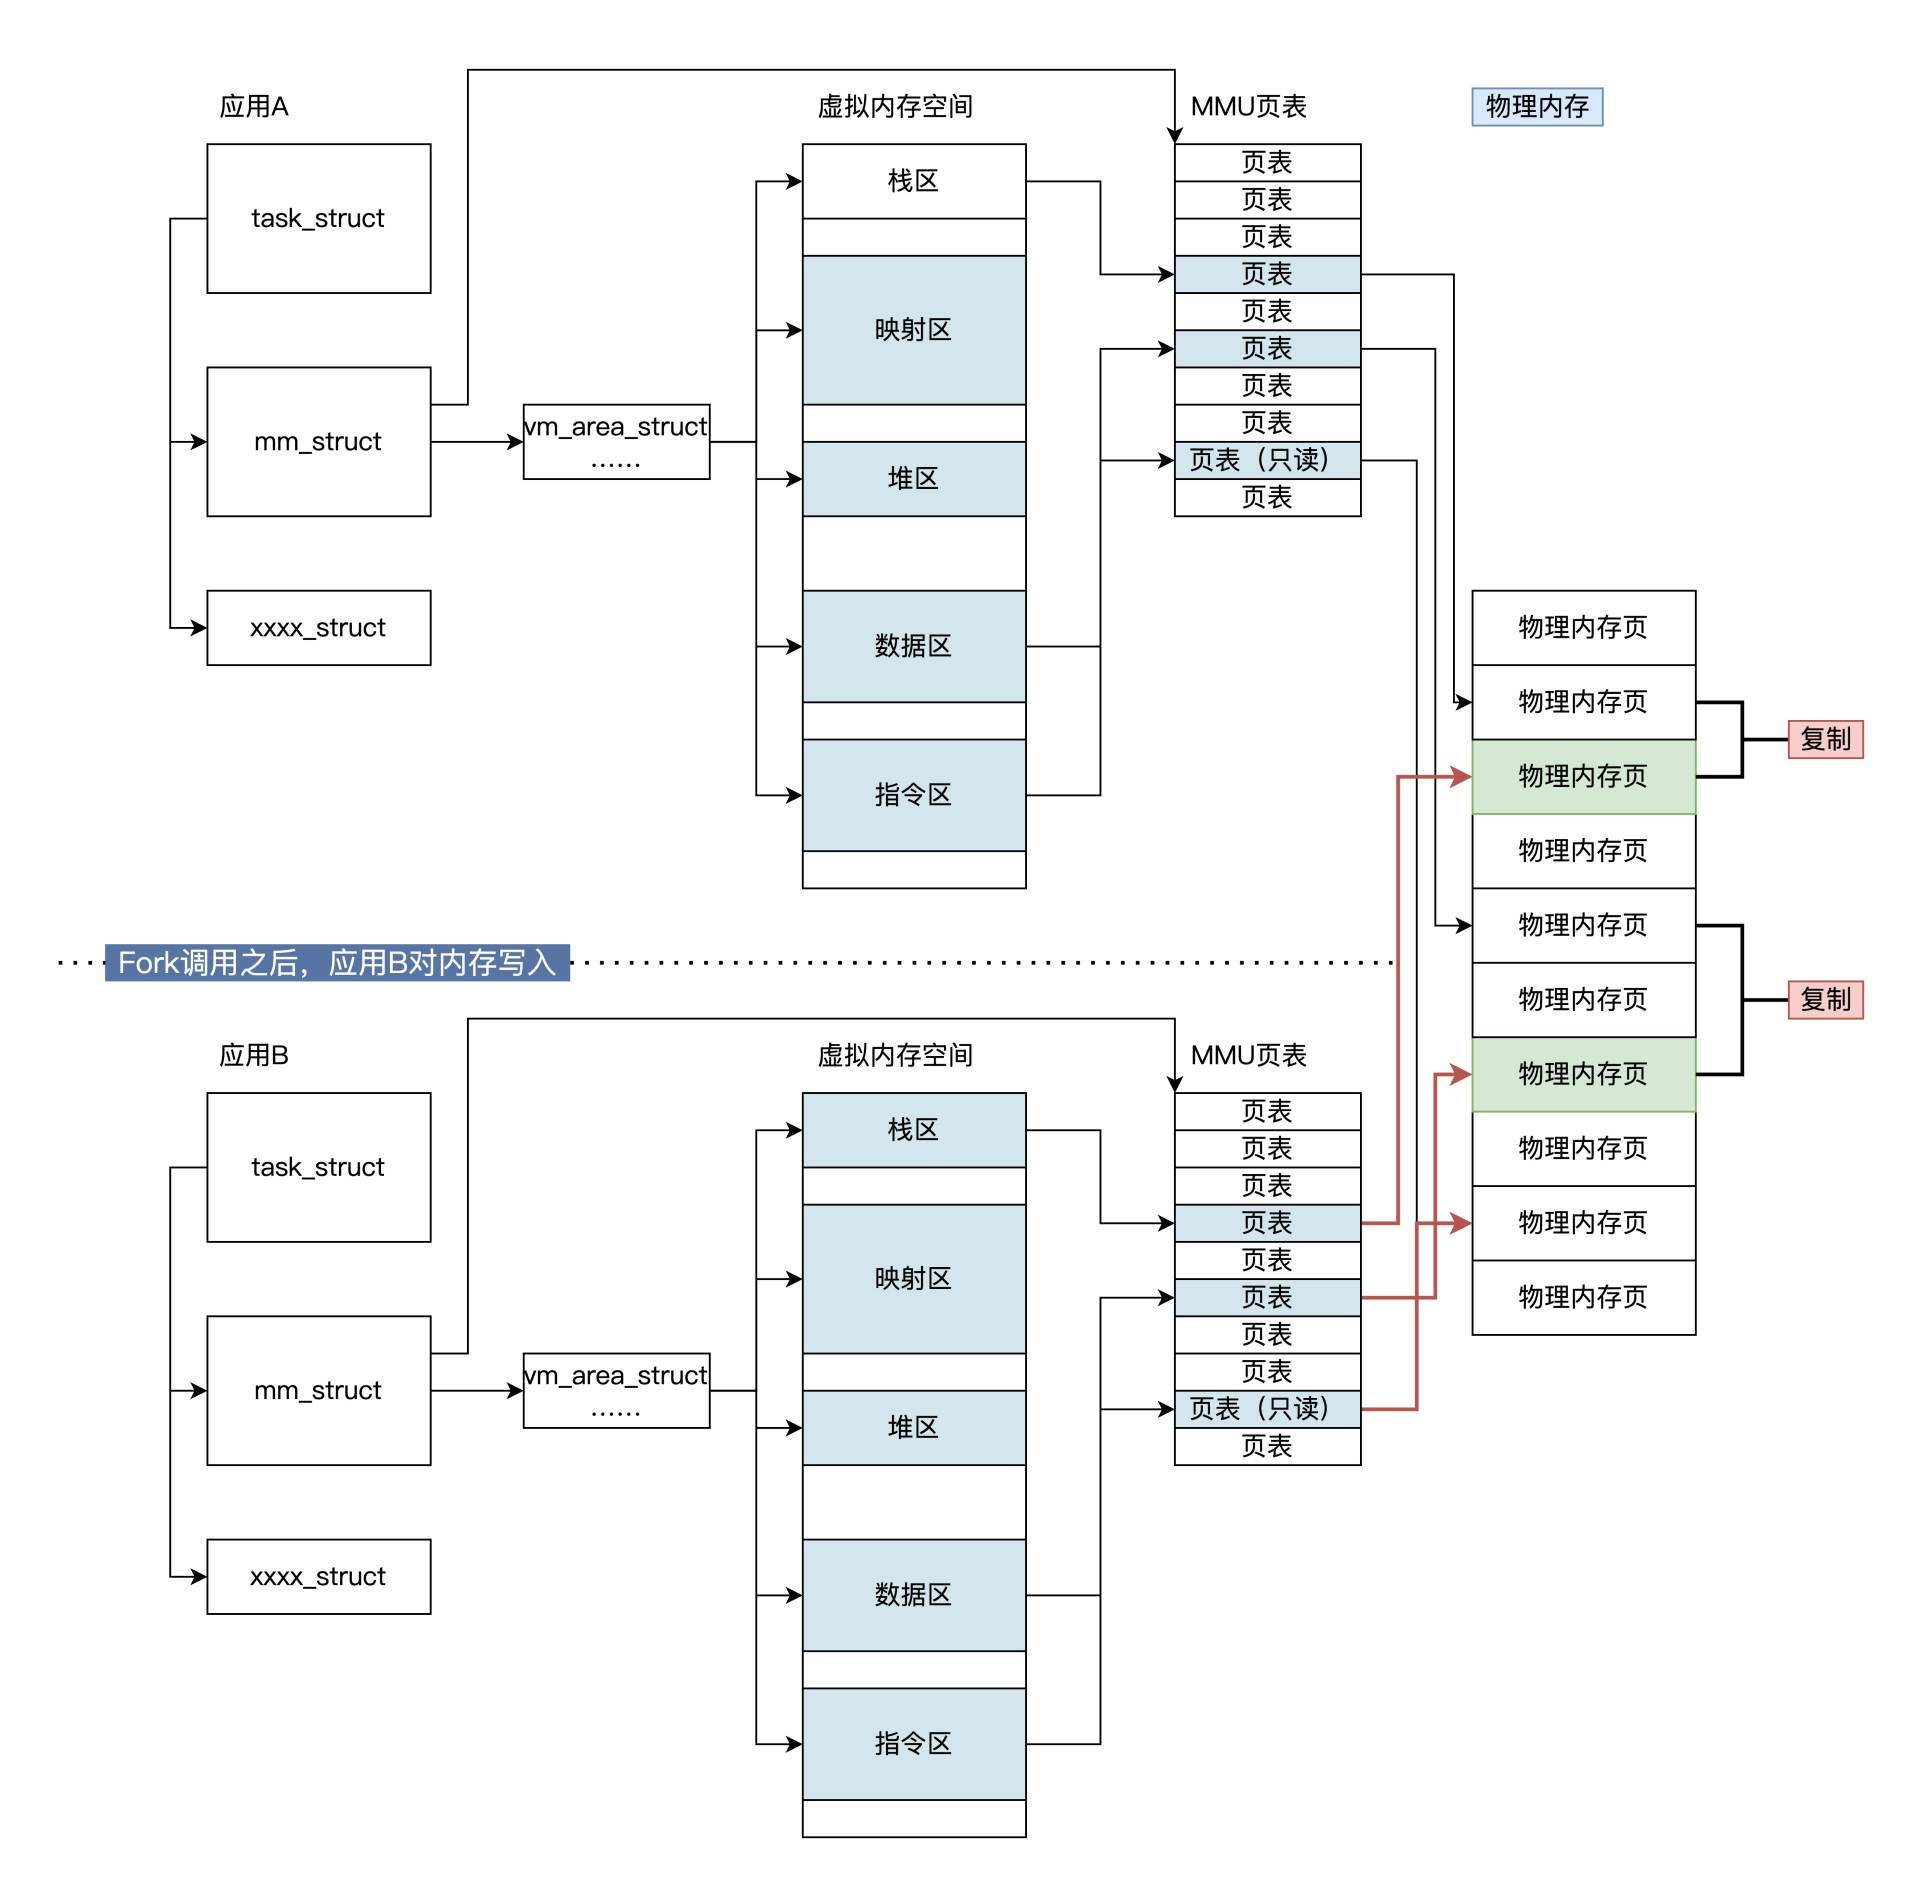 应用A
虚拟内存空间
MMU页表
物理内存
task_struct
mm_struct
xxxx_struct
vm_area_struct
......
栈区
映射区
堆区
数据区
指令区
页表
页表
页表
页表
页表
页表
页表
页表
页表（只读）
页表
物理内存页
物理内存页
物理内存页
物理内存页
物理内存页
物理内存页
物理内存页
物理内存页
物理内存页
物理内存页
复制
复制
Fork调用之后，应用B对内存写入
应用B
虚拟内存空间
MMU页表
task_struct
mm_struct
xxxx_struct
vm_area_struct
......
栈区
映射区
堆区
数据区
指令区
页表
页表
页表
页表
页表
页表
页表
页表
页表（只读）
页表